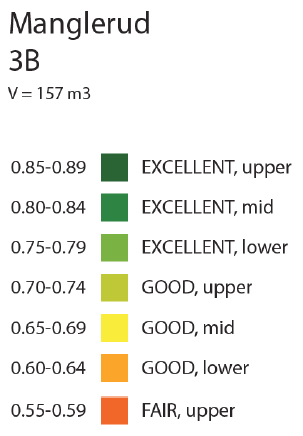 Manglerud
3B
V = 157 m3
0.85-0.89 EXCELLENT, upper
0.80-0.84 EXCELLENT, mid
0.75-0.79 EXCELLENT, lower
0.70-0.74 GOOD, upper
0.65-0.69 GOOD, mid
0.60-0.64 GOOD, lower
0.55-0.59 FAIR, upper